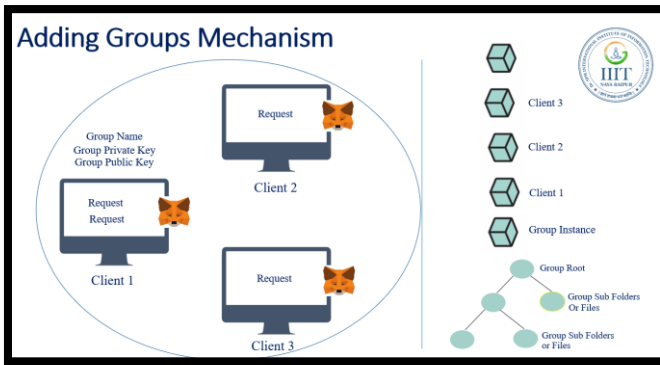 Adding Groups Mechanism
Group Name
Group Private Key
Group Public Key
Request
Request
Client 1
Request
Client 2
Request
Client 3
Client 3
Client 2
Client 1
Group Instance
Group Root
Group Sub Folders
Or Files
Group Sub Folders
or Files
IIIT
NAYA RAIPUR